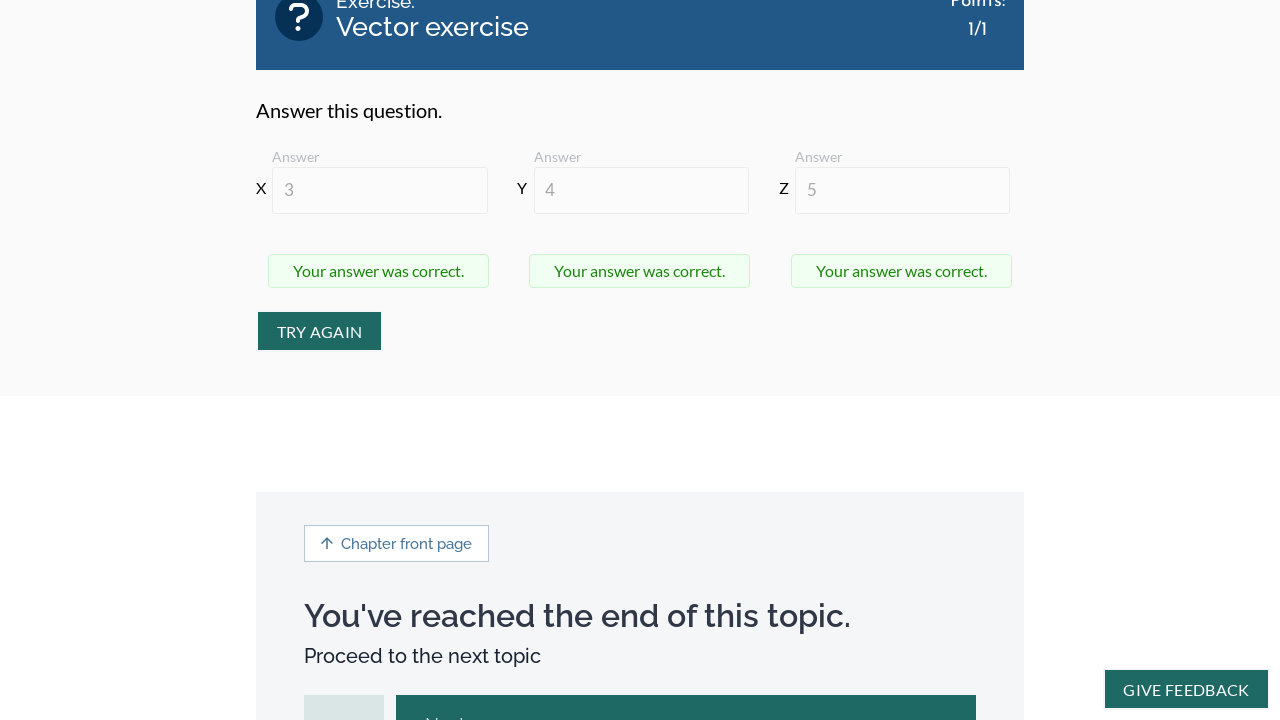 Exercise:
Vector exercise
Points:
1/1
Answer this question.
Answer
X 3
Answer
Y 4
Answer
Z 5
Your answer was correct.
Your answer was correct.
Your answer was correct.
TRY AGAIN
Chapter front page
You've reached the end of this topic.
Proceed to the next topic
GIVE FEEDBACK